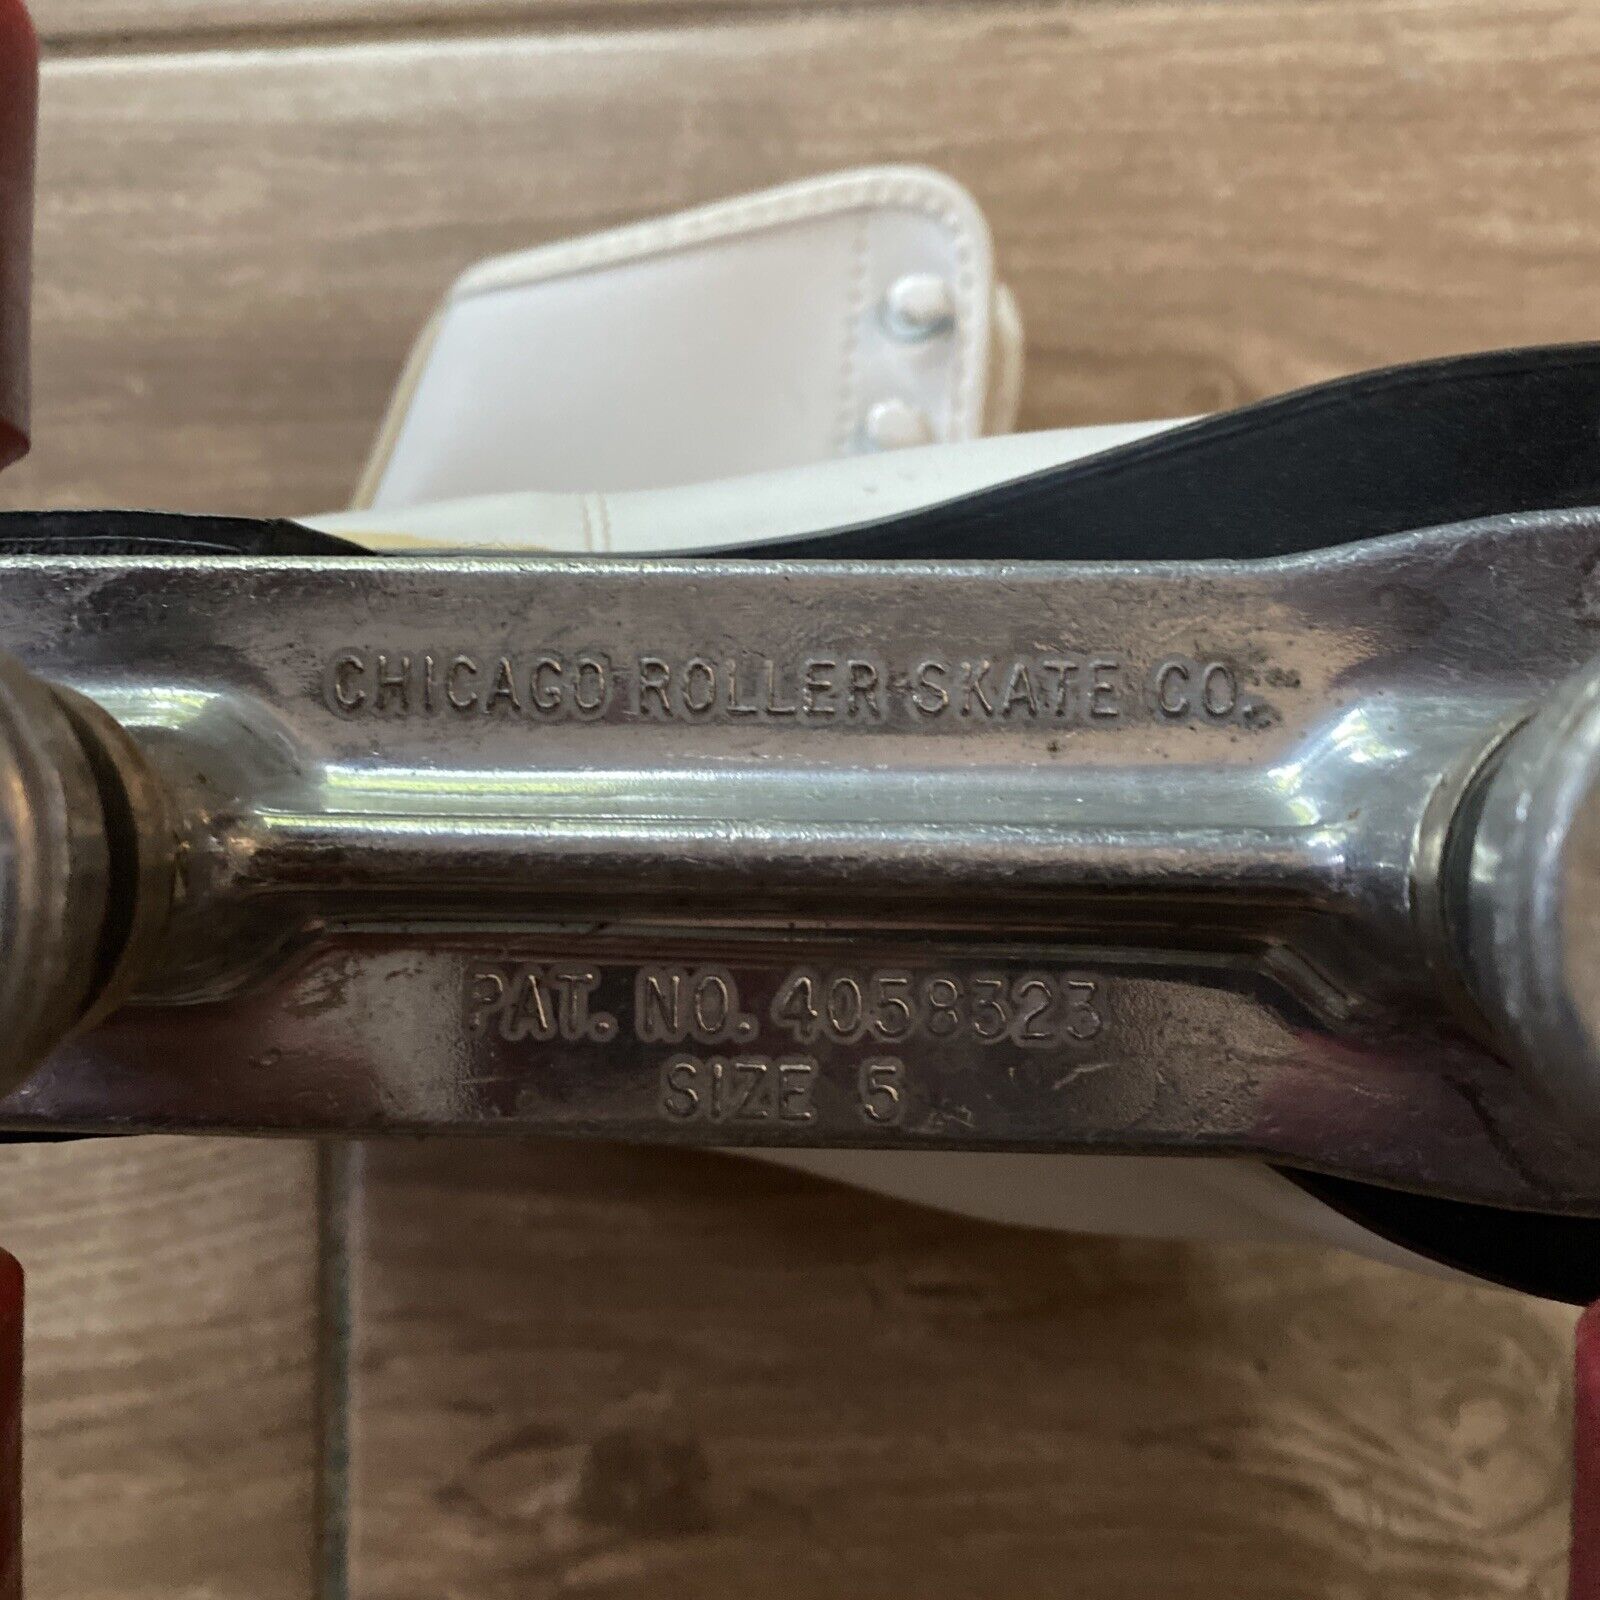 CHICAGO ROLLER SKATE CO.
PAT. NO. 4058323
SIZE 5